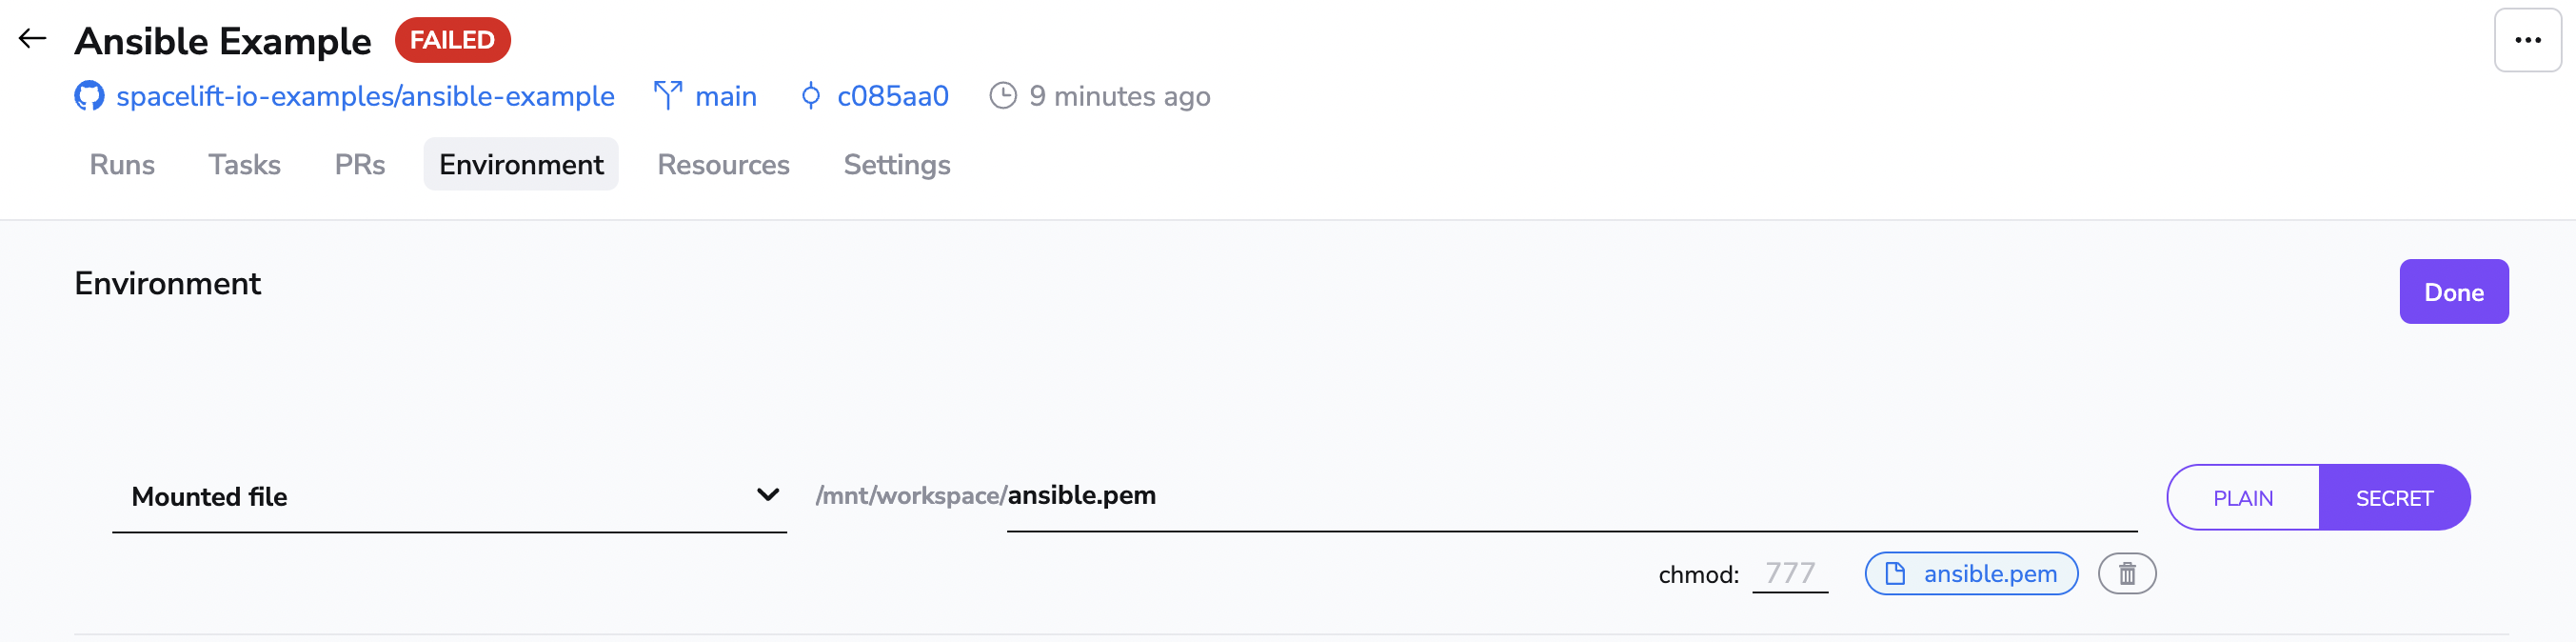 Ansible Example FAILED
spacelift-io-examples/ansible-example main c085aa0 9 minutes ago
Runs Tasks PRs Environment Resources Settings
Environment Done
Mounted file /mnt/workspace/ansible.pem PLAIN SECRET
chmod: 777 ansible.pem